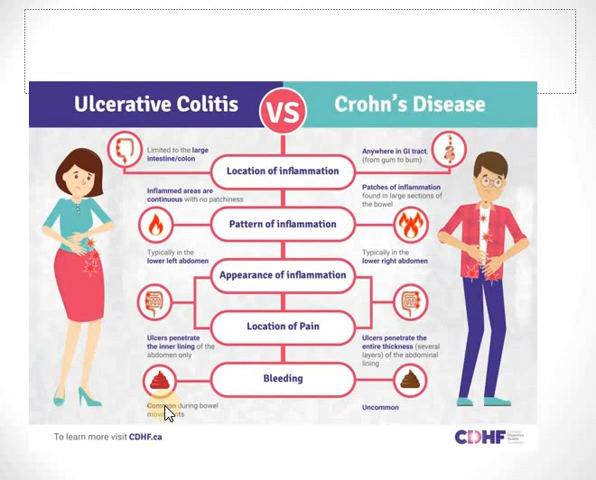 Ulcerative Colitis VS Crohn's Disease
Limited to the large
intestine/colon
Anywhere in GI tract,
(from gum to bum)
Location of inflammation
Inflammed areas are
continuous with no patchiness
Patches of inflammation
found in large sections of
the bowel
Pattern of inflammation
Typically in the
lower left abdomen
Typically in the
lower right abdomen
Appearance of inflammation
Location of Pain
Ulcers penetrate
the inner lining of the
abdomen only
Ulcers penetrate the
entire thickness (several
layers) of the abdominal
lining
Bleeding
Common during bowel
movements
Uncommon
To learn more visit CDHF.ca
CDHF